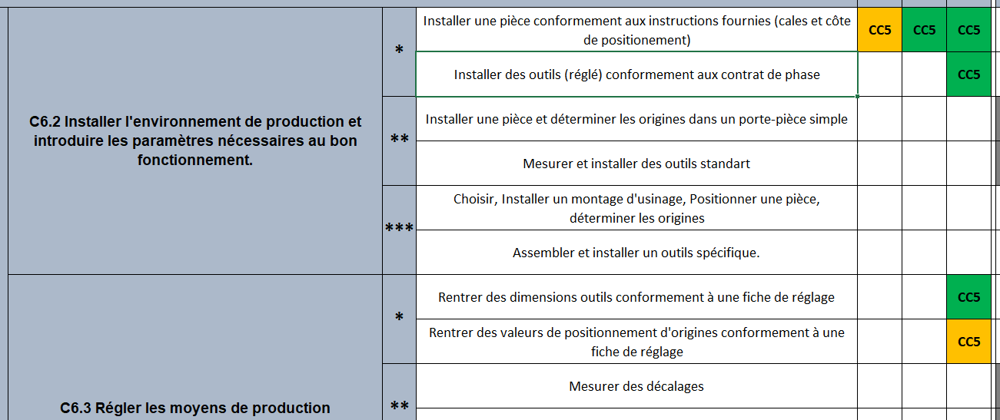 Installer une pièce conformement aux instructions fournies (cales et côte
de positionement)
CC5 CC5 CC5
*
Installer des outils (réglé) conformement aux contrat de phase
CC5
C6.2 Installer l'environnement de production et
introduire les paramètres nécessaires au bon
fonctionnement.
**
Installer une pièce et déterminer les origines dans un porte-pièce simple
Mesurer et installer des outils standart
***
Choisir, Installer un montage d'usinage, Positionner une pièce,
déterminer les origines
Assembler et installer un outils spécifique.
*
Rentrer des dimensions outils conformement à une fiche de réglage
CC5
Rentrer des valeurs de positionnement d'origines conformement à une
fiche de réglage
CC5
C6.3 Régler les moyens de production
**
Mesurer des décalages